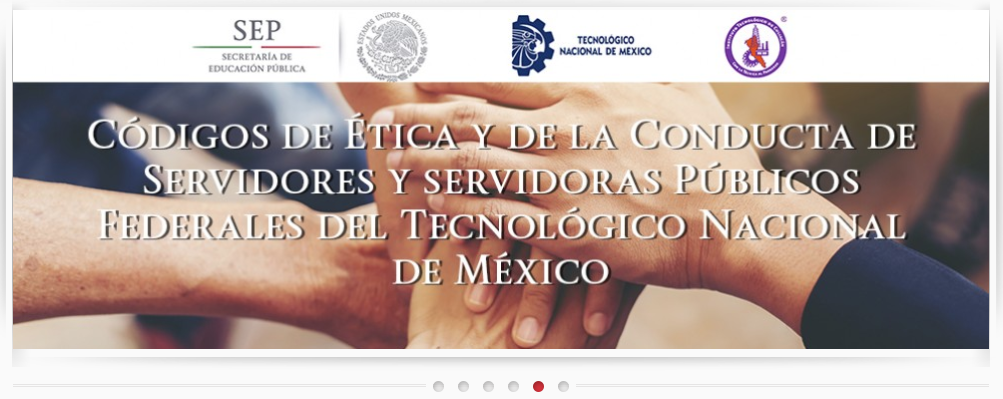 SEP
SECRETARÍA DE
EDUCACIÓN PÚBLICA
ESTADOS UNIDOS MEXICANOS
TECNOLÓGICO
NACIONAL DE MÉXICO
®
CÓDIGOS DE ÉTICA Y DE LA CONDUCTA DE
SERVIDORES Y SERVIDORAS PÚBLICOS
FEDERALES DEL TECNOLÓGICO NACIONAL
DE MÉXICO